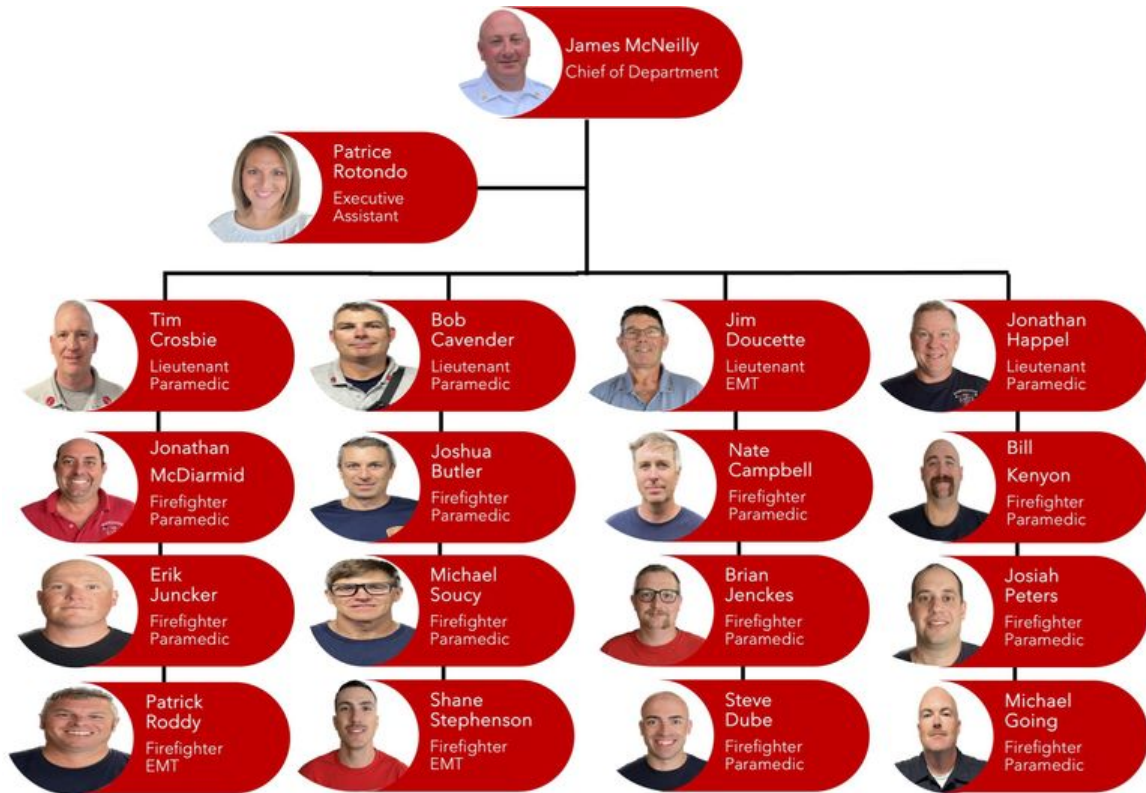 James McNeilly
Chief of Department
Patrice
Rotondo
Executive
Assistant
Tim
Crosbie
Lieutenant
Paramedic
Bob
Cavender
Lieutenant
Paramedic
Jim
Doucette
Lieutenant
EMT
Jonathan
Happel
Lieutenant
Paramedic
Jonathan
McDiarmid
Firefighter
Paramedic
Joshua
Butler
Firefighter
Paramedic
Nate
Campbell
Firefighter
Paramedic
Bill
Kenyon
Firefighter
Paramedic
Erik
Juncker
Firefighter
Paramedic
Michael
Soucy
Firefighter
Paramedic
Brian
Jenckes
Firefighter
Paramedic
Josiah
Peters
Firefighter
Paramedic
Patrick
Roddy
Firefighter
EMT
Shane
Stephenson
Firefighter
EMT
Steve
Dube
Firefighter
Paramedic
Michael
Going
Firefighter
Paramedic